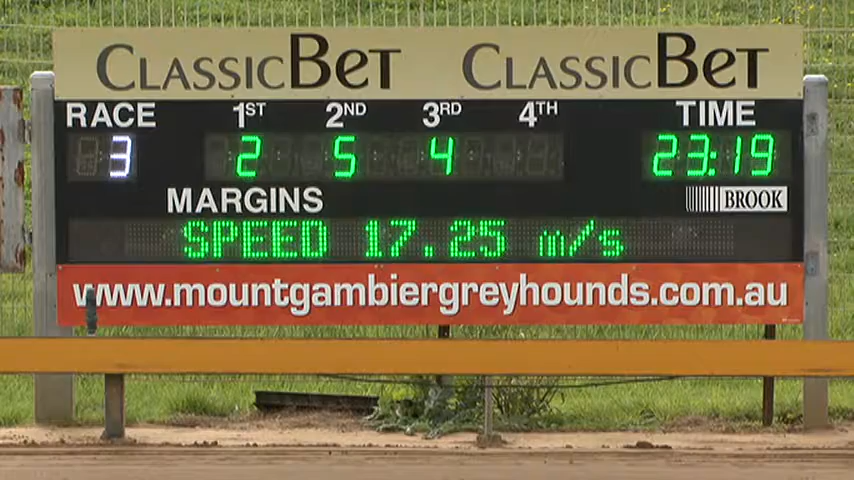 CLASSICBET CLASSICBET
RACE 1ST 2ND 3RD 4TH TIME
3 2 5 4 23:19
MARGINS BROOK
SPEED 17.25 m/s
www.mountgambiergreyhounds.com.au